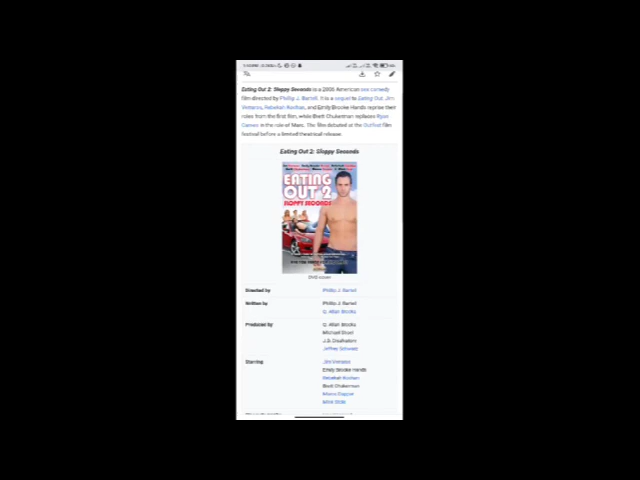 Eating Out 2: Sloppy Seconds is a 2006 American sex comedy
film directed by Phillip J. Bartell. It is a sequel to Eating Out. Jim
Verraros, Rebekah Kochan, and Emily Brooke Hands reprise their
roles from the first film, while Brett Chukerman replaces Ryan
Carnes in the role of Marc. The film debuted at the Outfest film
festival before a limited theatrical release.
Eating Out 2: Sloppy Seconds
EATING
OUT 2
SLOPPY SECONDS
DVD cover
Directed by Phillip J. Bartell
Written by Phillip J. Bartell
Q. Allan Brocka
Produced by Q. Allan Brocka
Michael Shoel
J.D. Disalvatore
Jeffrey Schwarz
Starring Jim Verraros
Emily Brooke Hands
Rebekah Kochan
Brett Chukerman
Marco Dapper
Mink Stole